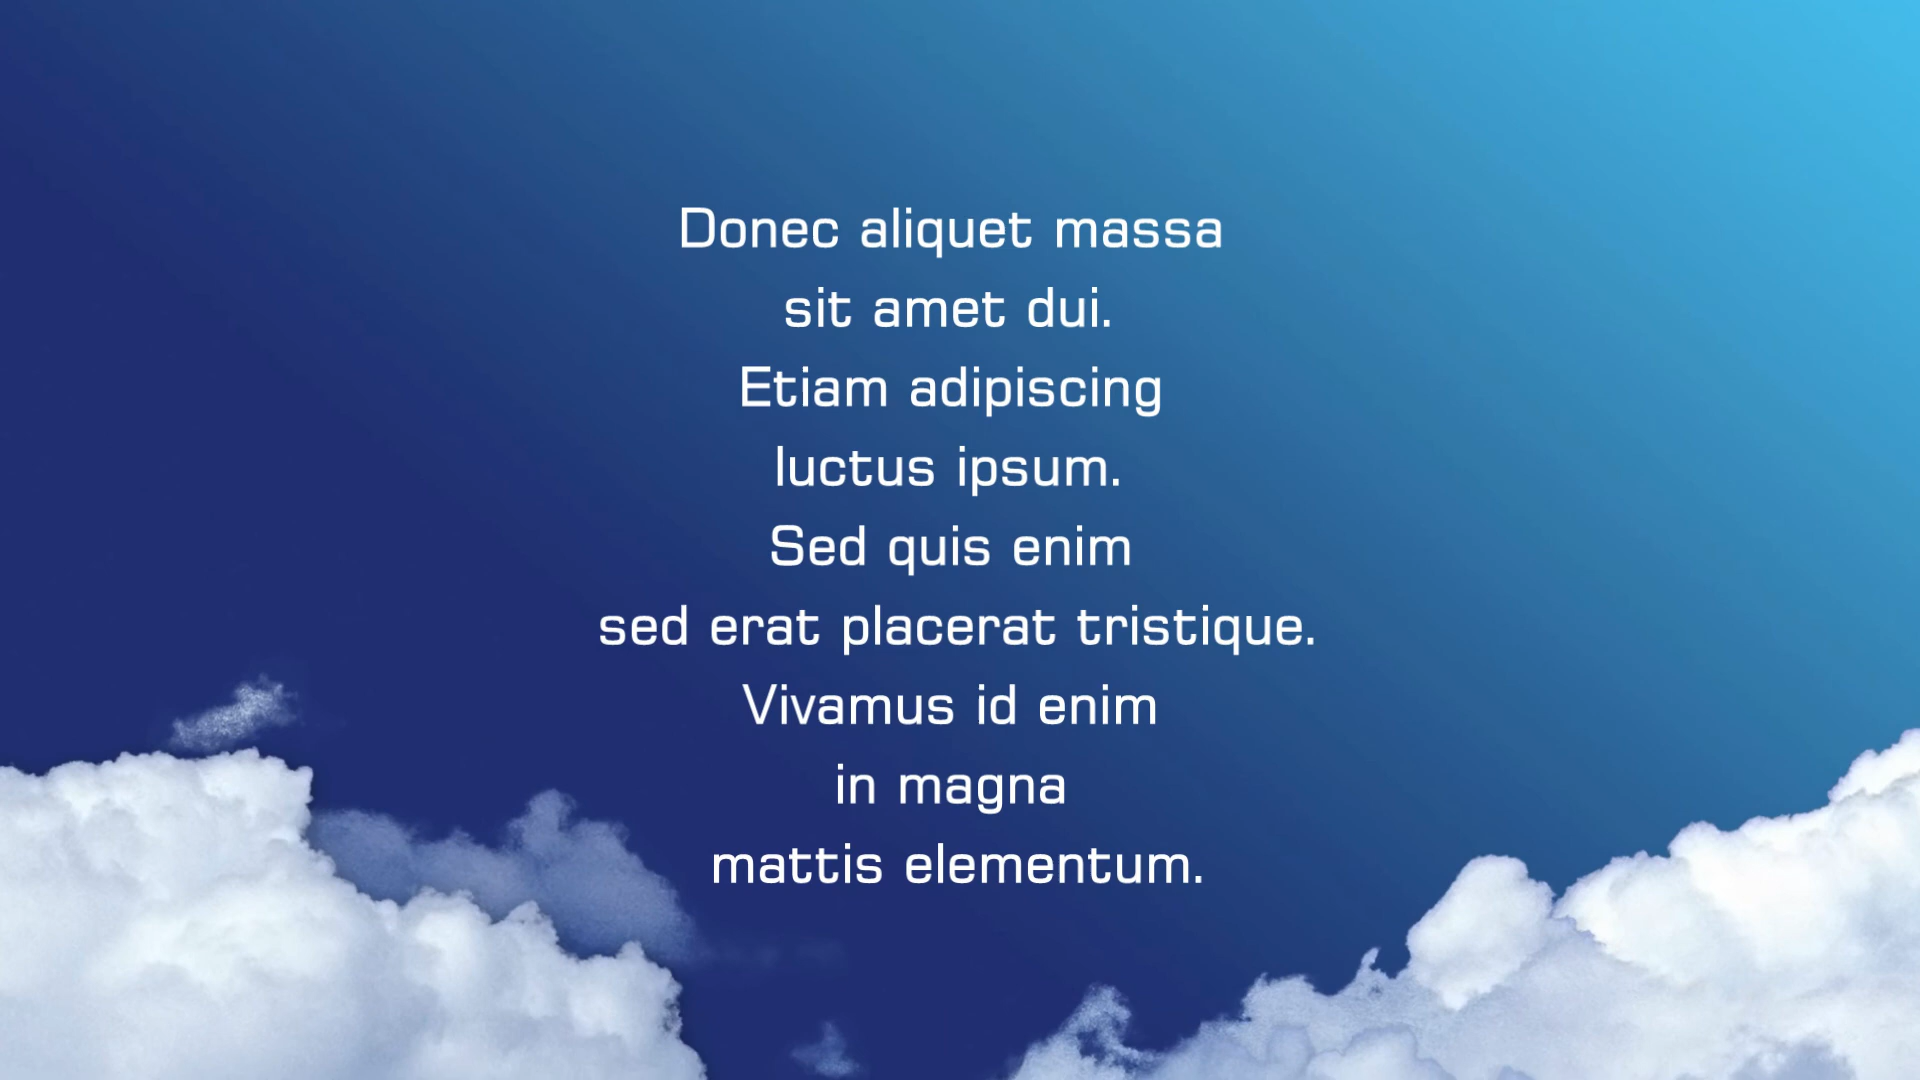 Donec aliquet massa
sit amet dui.
Etiam adipiscing
luctus ipsum.
Sed quis enim
sed erat placerat tristique.
Vivamus id enim
in magna
mattis elementum.